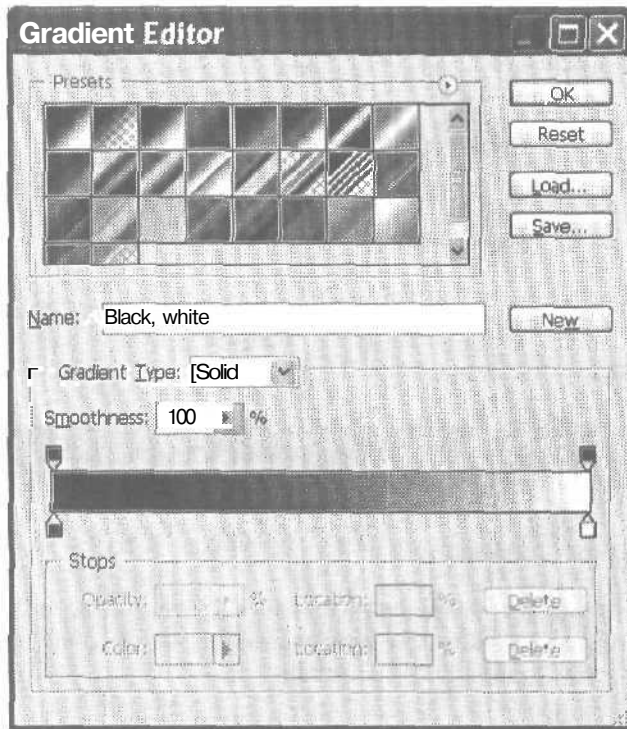 Gradient Editor
Presets
OK
Reset
Load...
Save...
Name: Black, white
New
Gradient Type: [Solid
Smoothness: 100 %
Stops
Opacity: % Location: % Delete
Color: Location: % Delete